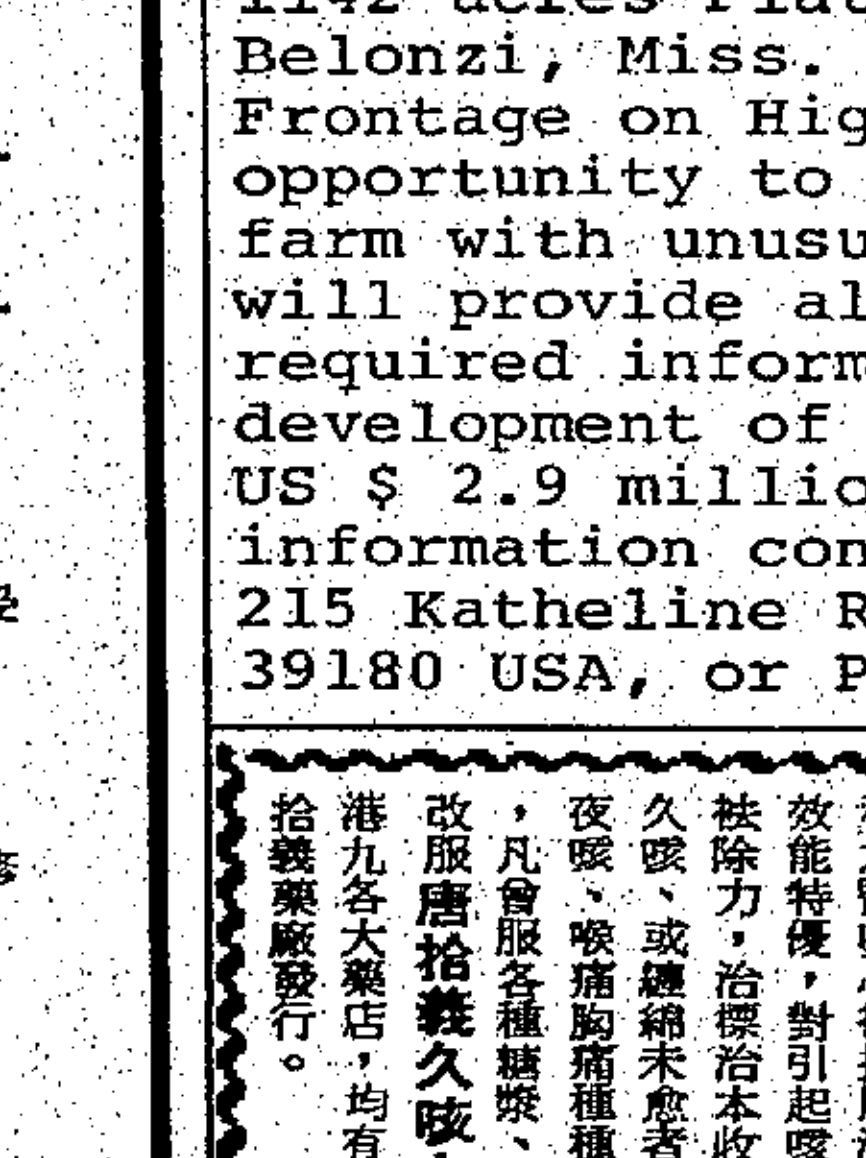 1142 acres
Belonzi, Miss.
Frontage on Hig
opportunity to
farm with unusu
will provide al
required inform
development of
US $ 2.9 millio
information con
215 Katheline R
39180 USA, or P
效能特優，對引起咳
袪除力，治標治本收
久咳、或纏綿未愈者
夜咳、喉痛胸痛種種
，凡曾服各種糖漿、
改服唐拾義久咳
港九各大藥店，均有
拾義藥廠發行。